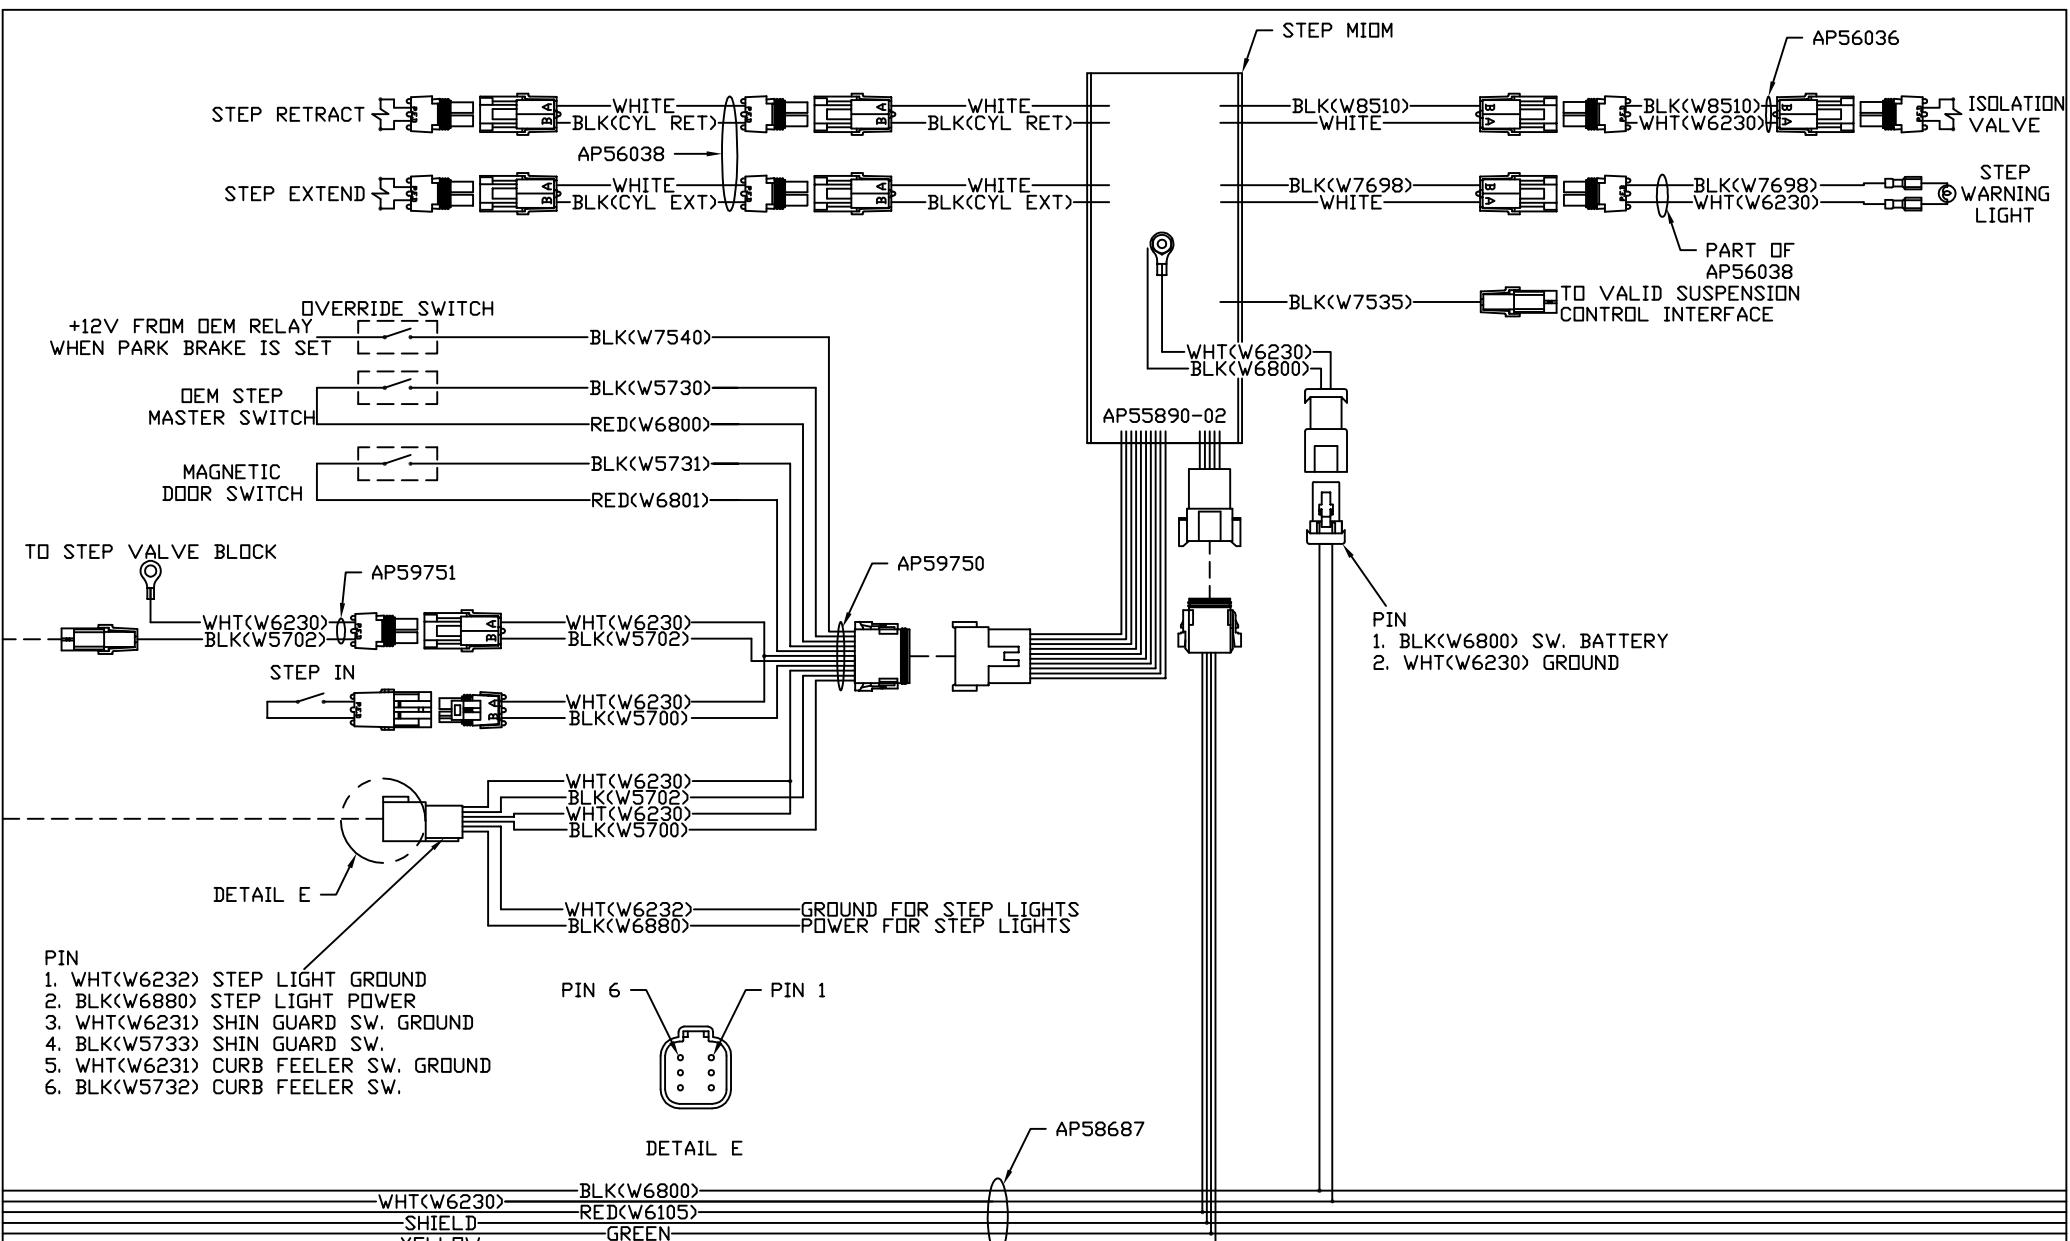 STEP MIOM
AP56036
STEP RETRACT
WHITE
BLK(CYL RET)
WHITE
BLK(CYL RET)
BLK(W8510)
WHITE
BLK(W8510)
WHT(W6230)
ISOLATION
VALVE
A
B
A
B
B
A
B
A
AP56038
STEP EXTEND
WHITE
BLK(CYL EXT)
WHITE
BLK(CYL EXT)
BLK(W7698)
WHITE
BLK(W7698)
WHT(W6230)
STEP
WARNING
LIGHT
A
B
A
B
B
A
PART OF
AP56038
BLK(W7535)
TO VALID SUSPENSION
CONTROL INTERFACE
OVERRIDE SWITCH
+12V FROM OEM RELAY
WHEN PARK BRAKE IS SET
BLK(W7540)
WHT(W6230)
BLK(W6800)
OEM STEP
MASTER SWITCH
BLK(W5730)
RED(W6800)
AP55890-02
MAGNETIC
DOOR SWITCH
BLK(W5731)
RED(W6801)
TO STEP VALVE BLOCK
AP59751
AP59750
WHT(W6230)
BLK(W5702)
A
B
WHT(W6230)
BLK(W5702)
PIN
1. BLK(W6800) SW. BATTERY
2. WHT(W6230) GROUND
STEP IN
A
B
WHT(W6230)
BLK(W5700)
WHT(W6230)
BLK(W5702)
WHT(W6230)
BLK(W5700)
DETAIL E
WHT(W6232)
GROUND FOR STEP LIGHTS
BLK(W6880)
POWER FOR STEP LIGHTS
PIN
1. WHT(W6232) STEP LIGHT GROUND
2. BLK(W6880) STEP LIGHT POWER
3. WHT(W6231) SHIN GUARD SW. GROUND
4. BLK(W5733) SHIN GUARD SW.
5. WHT(W6231) CURB FEELER SW. GROUND
6. BLK(W5732) CURB FEELER SW.
PIN 6
PIN 1
DETAIL E
AP58687
BLK(W6800)
WHT(W6230)
RED(W6105)
SHIELD
GREEN
YELLOW